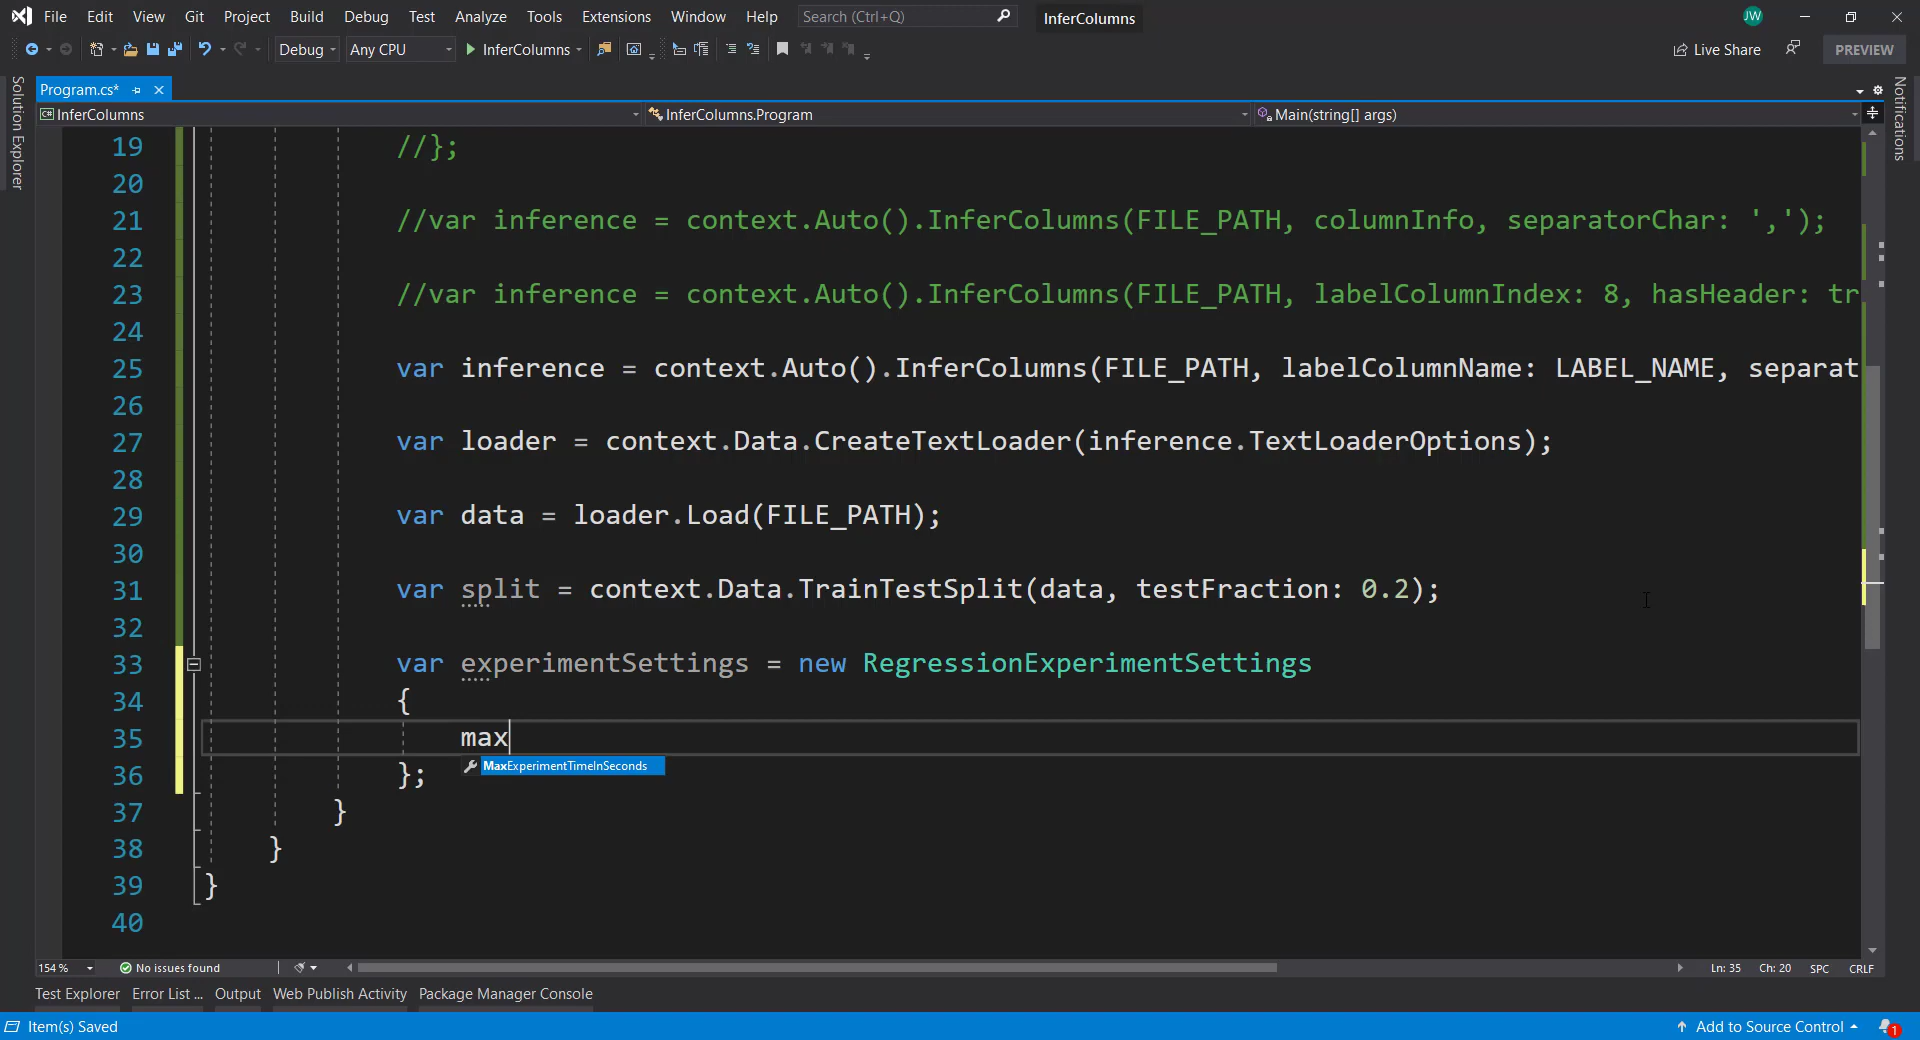 File Edit View Git Project Build Debug Test Analyze Tools Extensions Window Help Search (Ctrl+Q) InferColumns JW
Debug Any CPU InferColumns Live Share PREVIEW
Solution Explorer
Program.cs*
Notifications
InferColumns InferColumns.Program Main(string[] args)
19 //};
20
21 //var inference = context.Auto().InferColumns(FILE_PATH, columnInfo, separatorChar: ',');
22
23 //var inference = context.Auto().InferColumns(FILE_PATH, labelColumnIndex: 8, hasHeader: tr
24
25 var inference = context.Auto().InferColumns(FILE_PATH, labelColumnName: LABEL_NAME, separat
26
27 var loader = context.Data.CreateTextLoader(inference.TextLoaderOptions);
28
29 var data = loader.Load(FILE_PATH);
30
31 var split = context.Data.TrainTestSplit(data, testFraction: 0.2);
32
33 var experimentSettings = new RegressionExperimentSettings
34 {
35 max
MaxExperimentTimeInSeconds
36 };
37 }
38 }
39 }
40
154 % No issues found Ln: 35 Ch: 20 SPC CRLF
Test Explorer Error List ... Output Web Publish Activity Package Manager Console
Item(s) Saved Add to Source Control 1